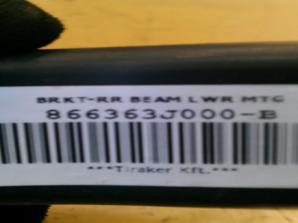 BRKT-RR BEAM LWR MTG
866363J000-B
***Tiraker Kft.***